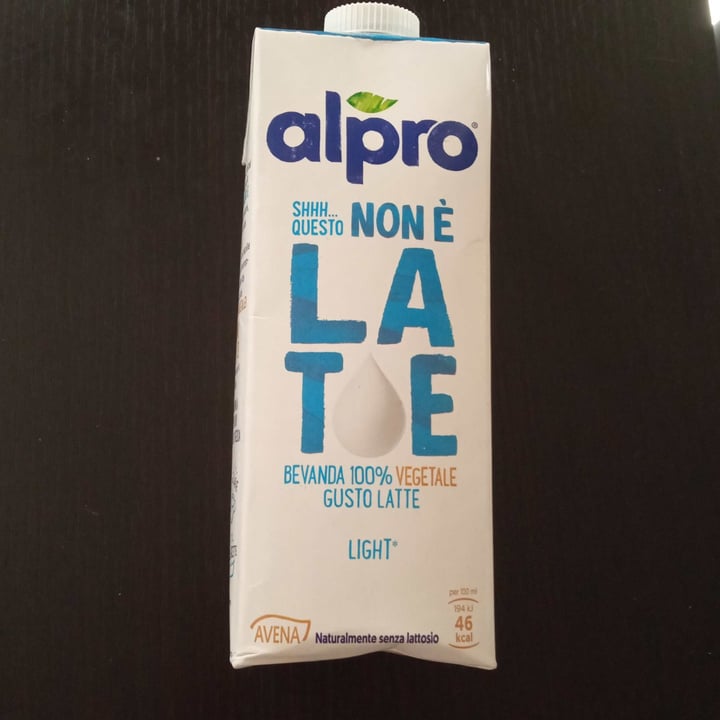 alpro®
SHHH... QUESTO NON È
LA
T E
BEVANDA 100% VEGETALE
GUSTO LATTE
LIGHT*
per 100 ml
194 kJ
46
kcal
AVENA
Naturalmente senza lattosio